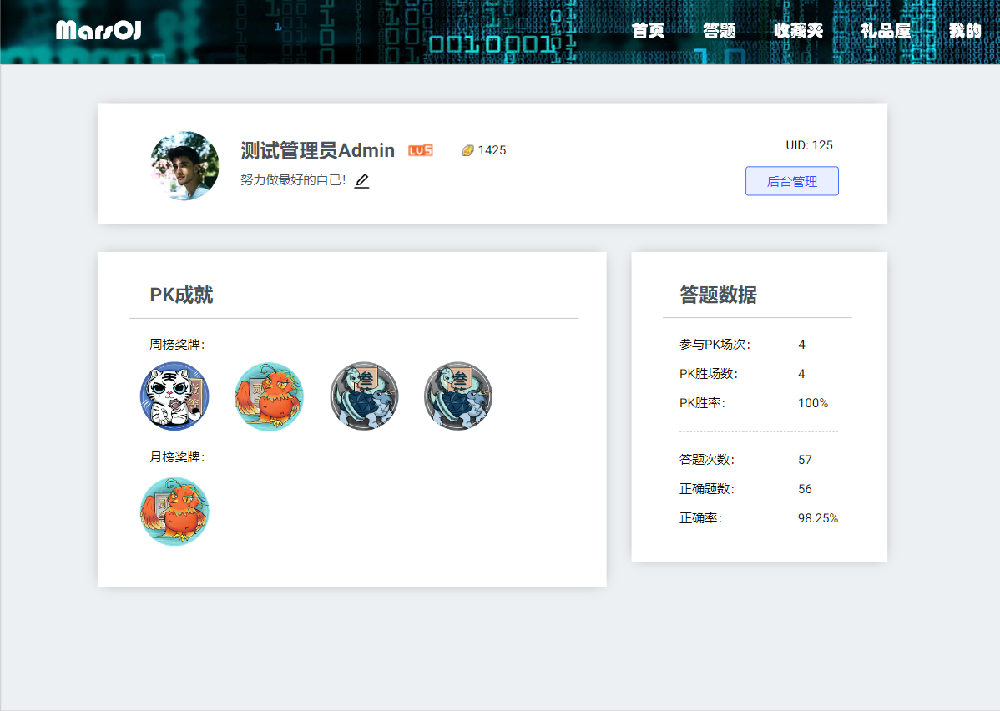 MarsOJ
首页 答题 收藏夹 礼品屋 我的
0010001
测试管理员Admin LV5 1425
努力做最好的自己!
UID: 125
后台管理
PK成就
周榜奖牌:
叁
叁
月榜奖牌:
答题数据
参与PK场次: 4
PK胜场数: 4
PK胜率: 100%
答题次数: 57
正确题数: 56
正确率: 98.25%